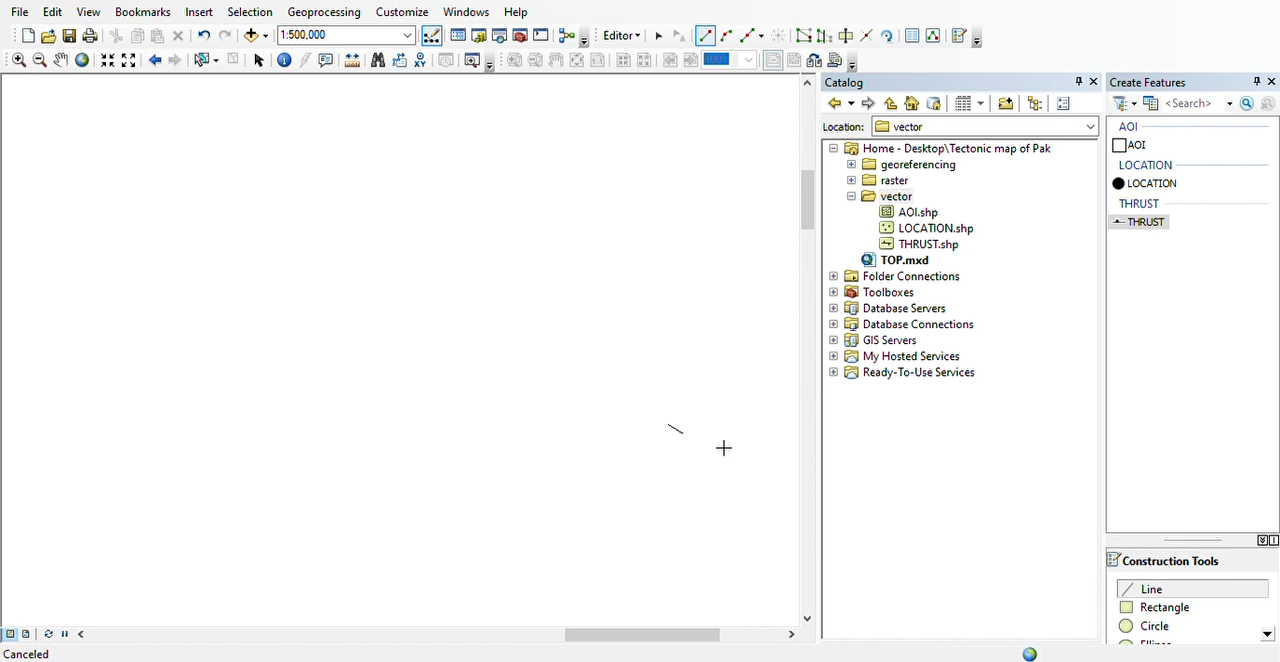 File Edit View Bookmarks Insert Selection Geoprocessing Customize Windows Help
1:500,000 Editor
Catalog
Location: vector
Home - Desktop\Tectonic map of Pak
georeferencing
raster
vector
AOI.shp
LOCATION.shp
THRUST.shp
TOP.mxd
Folder Connections
Toolboxes
Database Servers
Database Connections
GIS Servers
My Hosted Services
Ready-To-Use Services
Create Features
<Search>
AOI
AOI
LOCATION
LOCATION
THRUST
THRUST
Construction Tools
Line
Rectangle
Circle
Canceled